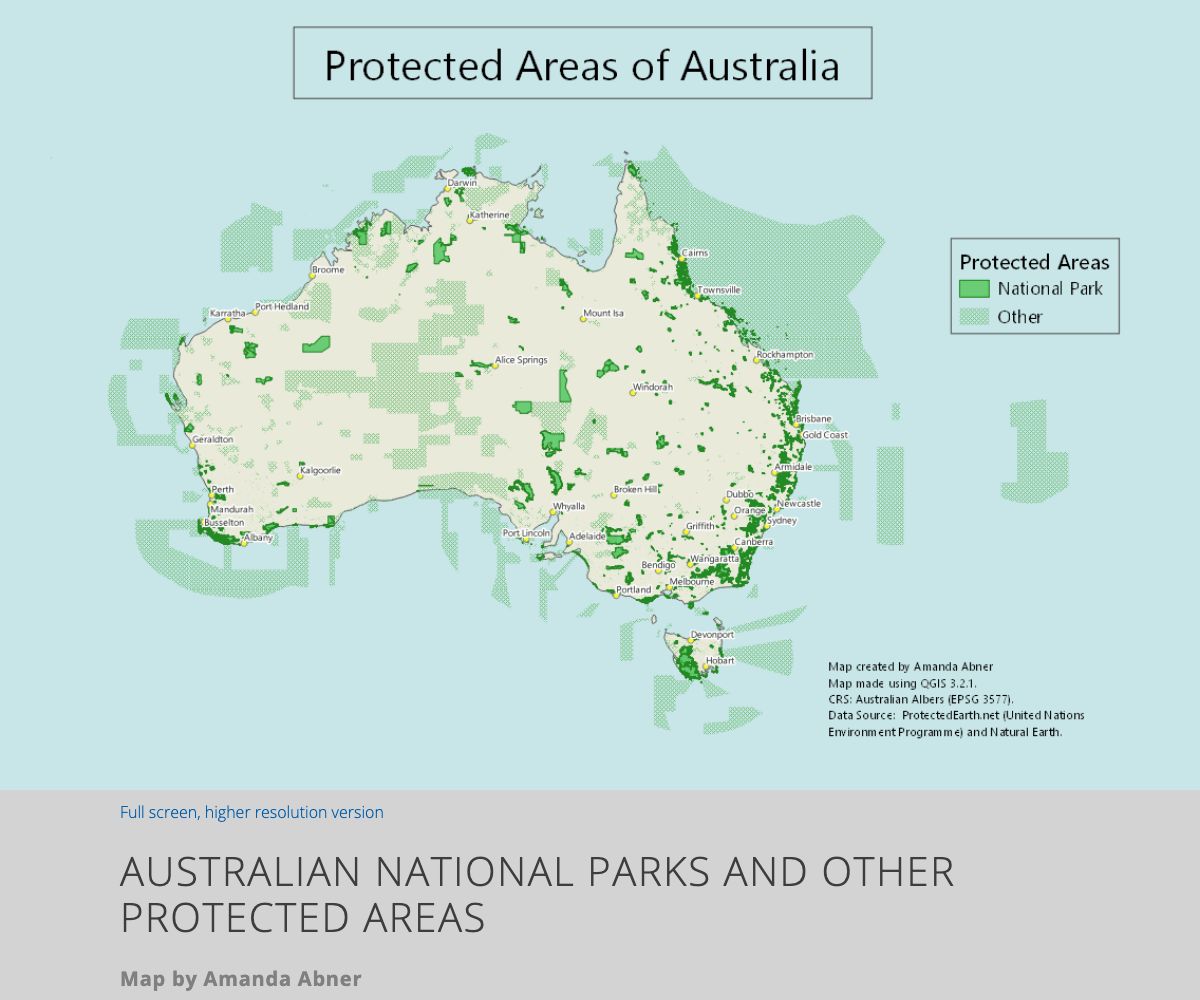 Protected Areas of Australia
Darwin
Katherine
Cairns
Broome
Protected Areas
National Park
Townsville
Port Hedland
Karratha
Mount Isa
Other
Alice Springs
Rockhampton
Windorah
Brisbane
Gold Coast
Geraldton
Kalgoorlie
Armidale
Perth
Broken Hill
Dubbo
Newcastle
Mandurah
Whyalla
Orange
Busselton
Sydney
Griffith
Port Lincoln
Adelaide
Albany
Canberra
Wangaratta
Bendigo
Melbourne
Portland
Devonport
Hobart
Map created by Amanda Abner
Map made using QGIS 3.2.1.
CRS: Australian Albers (EPSG 3577).
Data Source: ProtectedEarth.net (United Nations
Environment Programme) and Natural Earth.
Full screen, higher resolution version
AUSTRALIAN NATIONAL PARKS AND OTHER
PROTECTED AREAS
Map by Amanda Abner